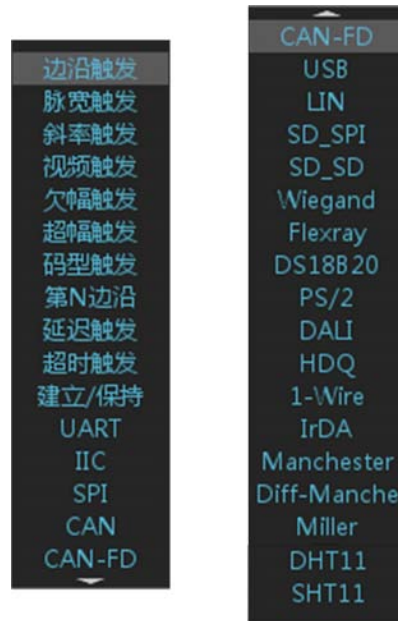 边沿触发
脉宽触发
斜率触发
视频触发
欠幅触发
超幅触发
码型触发
第N边沿
延迟触发
超时触发
建立/保持
UART
IIC
SPI
CAN
CAN-FD
CAN-FD
USB
LIN
SD_SPI
SD_SD
Wiegand
Flexray
DS18B20
PS/2
DALI
HDQ
1-Wire
IrDA
Manchester
Diff-Manche
Miller
DHT11
SHT11